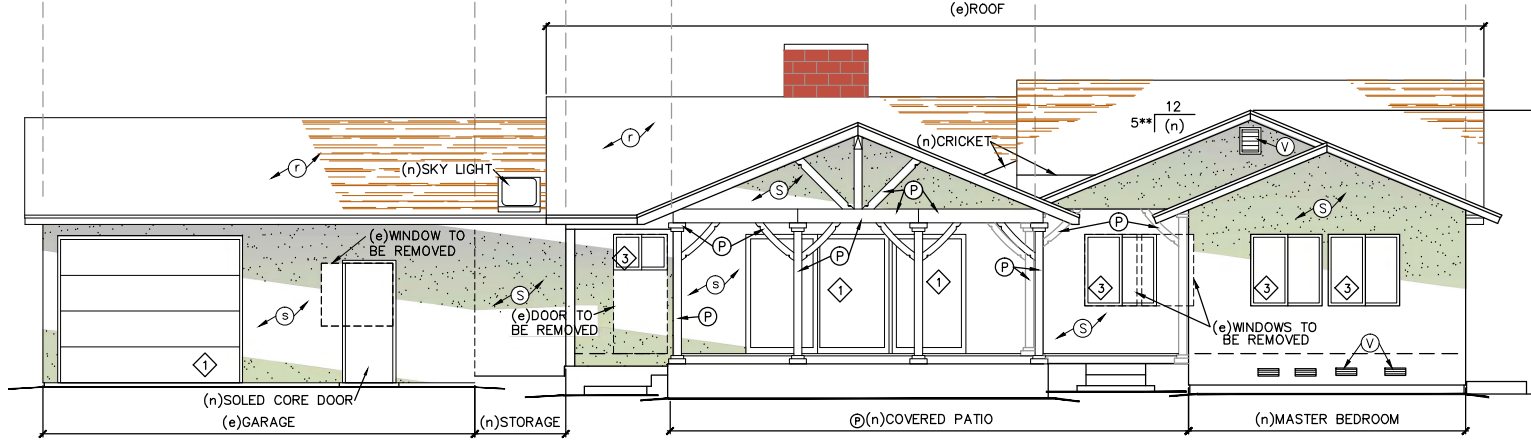 (e)ROOF
12
5** (n)
(n)CRICKET
V
r
r
(n)SKY LIGHT
S
P
S
P
P
(e)WINDOW TO
BE REMOVED
3
P
P
1
1
3
3
3
s
S
s
(e)DOOR TO
BE REMOVED
P
S
(e)WINDOWS TO
BE REMOVED
V
1
(n)SOLED CORE DOOR
(e)GARAGE
(n)STORAGE
P (n)COVERED PATIO
(n)MASTER BEDROOM